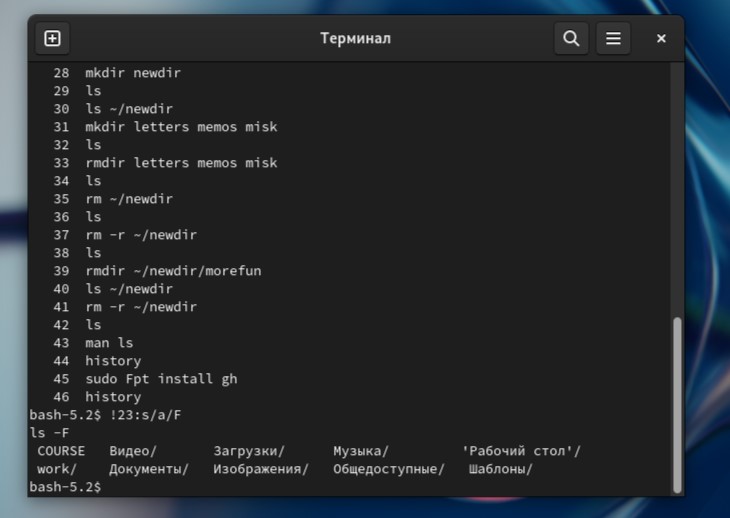 Терминал
28 mkdir newdir
29 ls
30 ls ~/newdir
31 mkdir letters memos misk
32 ls
33 rmdir letters memos misk
34 ls
35 rm ~/newdir
36 ls
37 rm -r ~/newdir
38 ls
39 rmdir ~/newdir/morefun
40 ls ~/newdir
41 rm -r ~/newdir
42 ls
43 man ls
44 history
45 sudo Fpt install gh
46 history
bash-5.2$ !23:s/a/F
ls -F
COURSE Видео/ Загрузки/ Музыка/ 'Рабочий стол'/
work/ Документы/ Изображения/ Общедоступные/ Шаблоны/
bash-5.2$